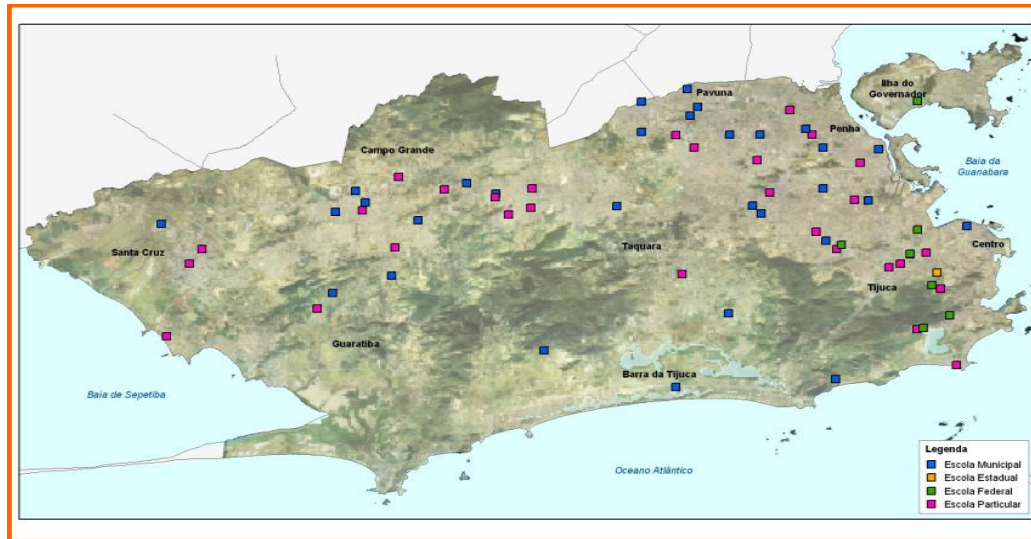 Ilha do
Governador
Pavuna
Penha
Campo Grande
Baia da
Guanabara
Santa Cruz
Taquara
Centro
Tijuca
Guaratiba
Barra da Tijuca
Baia de Sepetiba
Oceano Atlântico
Legenda
Escola Municipal
Escola Estadual
Escola Federal
Escola Particular